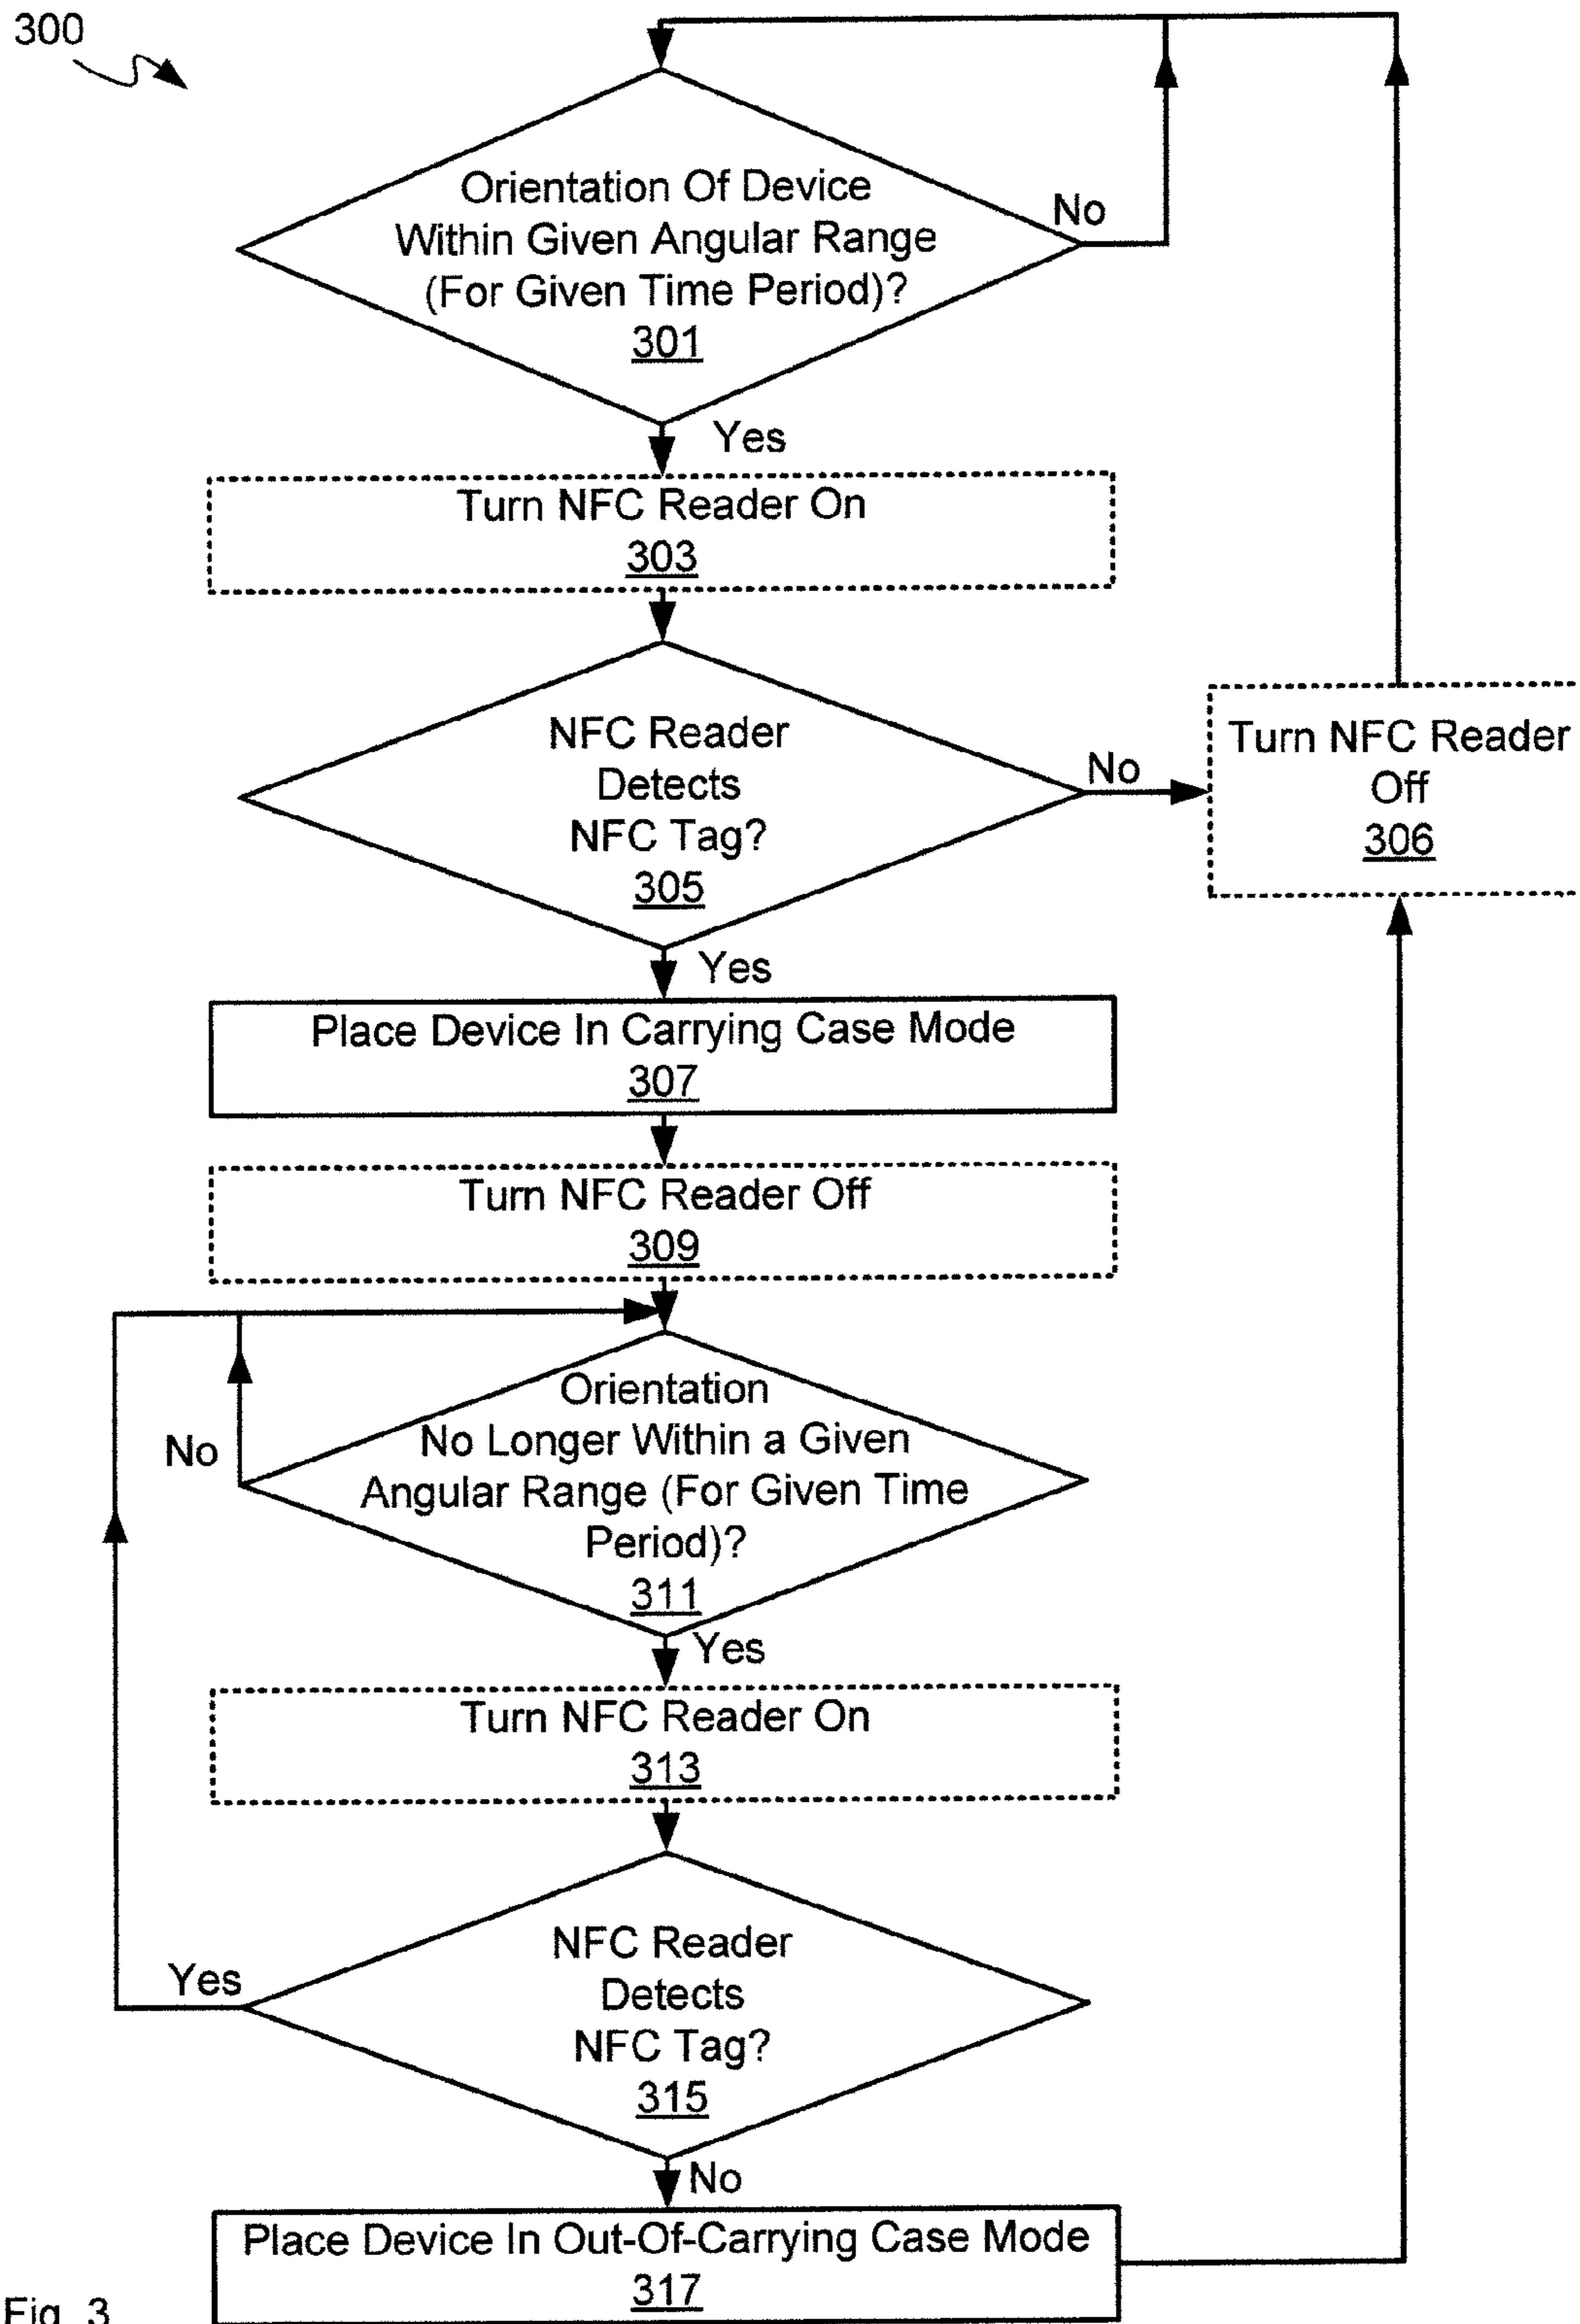 300
Orientation Of Device
Within Given Angular Range
(For Given Time Period)?
301
No
Yes
Turn NFC Reader On
303
NFC Reader
Detects
NFC Tag?
305
No
Turn NFC Reader
Off
306
Yes
Place Device In Carrying Case Mode
307
Turn NFC Reader Off
309
Orientation
No Longer Within a Given
Angular Range (For Given Time
Period)?
311
No
Yes
Turn NFC Reader On
313
NFC Reader
Detects
NFC Tag?
315
Yes
No
Place Device In Out-Of-Carrying Case Mode
317
Fig. 3